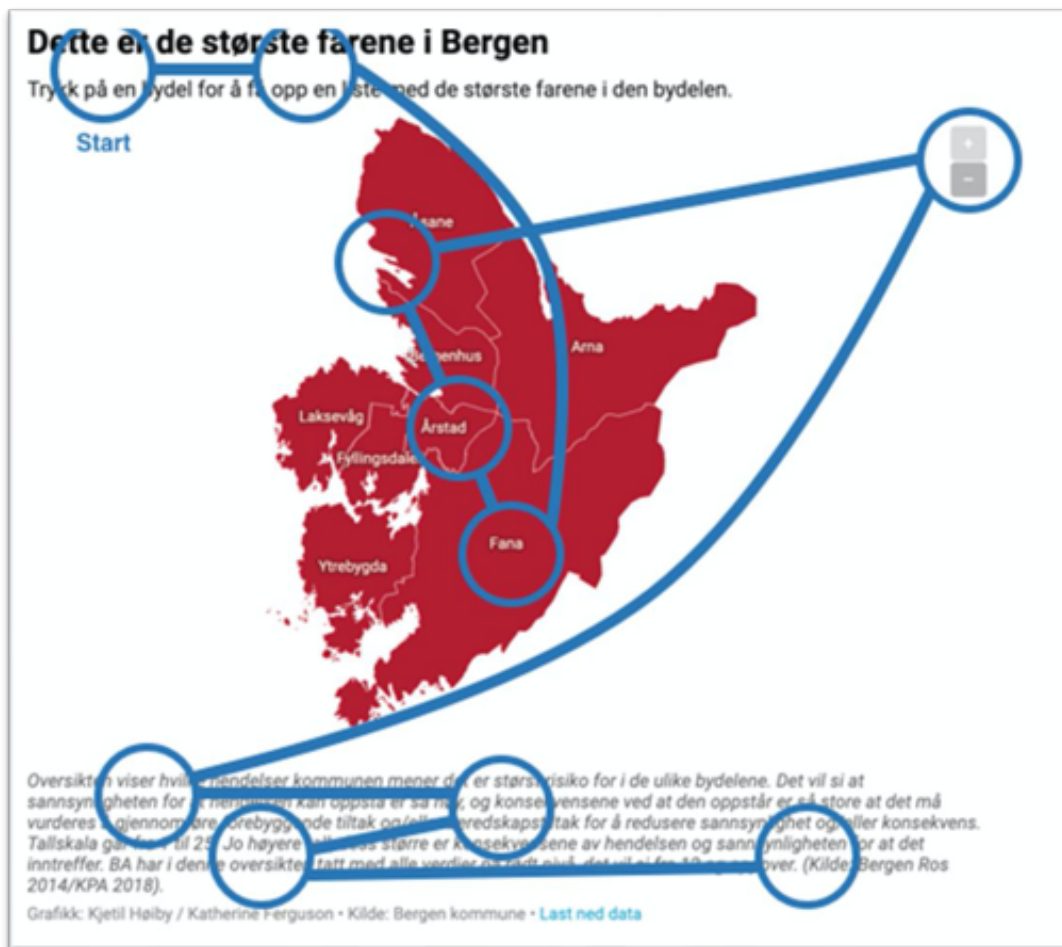 Dette er de største farene i Bergen
Trykk på en bydel for å få opp en liste med de største farene i den bydelen.
Start
+
−
Åsane
Arna
Bergenhus
Laksevåg
Årstad
Fyllingsdalen
Fana
Ytrebygda
Oversikten viser hvilke hendelser kommunen mener det er størst risiko for i de ulike bydelene. Det vil si at
sannsynligheten for at hendelsen kan oppstå er så høy, og konsekvensene ved at den oppstår er så store at det må
vurderes å gjennomføre forebyggende tiltak og/eller beredskapstiltak for å redusere sannsynlighet og/eller konsekvens.
Tallskala går fra 1 til 25. Jo høyere større er konsekvensene av hendelsen og sannsynligheten for at det
inntreffer. BA har i denne oversikten tatt med alle verdier på rødt nivå, det vil si fra og oppover. (Kilde: Bergen Ros
2014/KPA 2018).
Grafikk: Kjetil Høiby / Katherine Ferguson • Kilde: Bergen kommune • Last ned data